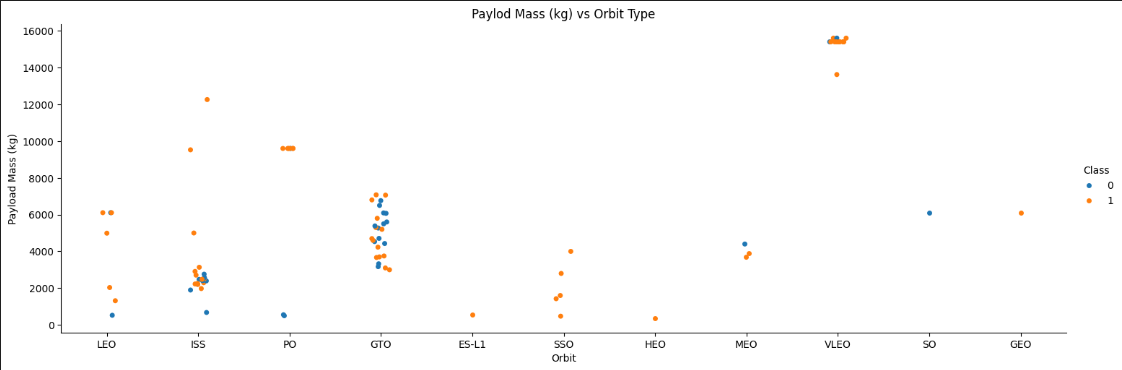 Paylod Mass (kg) vs Orbit Type
Payload Mass (kg)
16000
14000
12000
10000
8000
6000
4000
2000
0
LEO ISS PO GTO ES-L1 SSO HEO MEO VLEO SO GEO
Orbit
Class
0
1